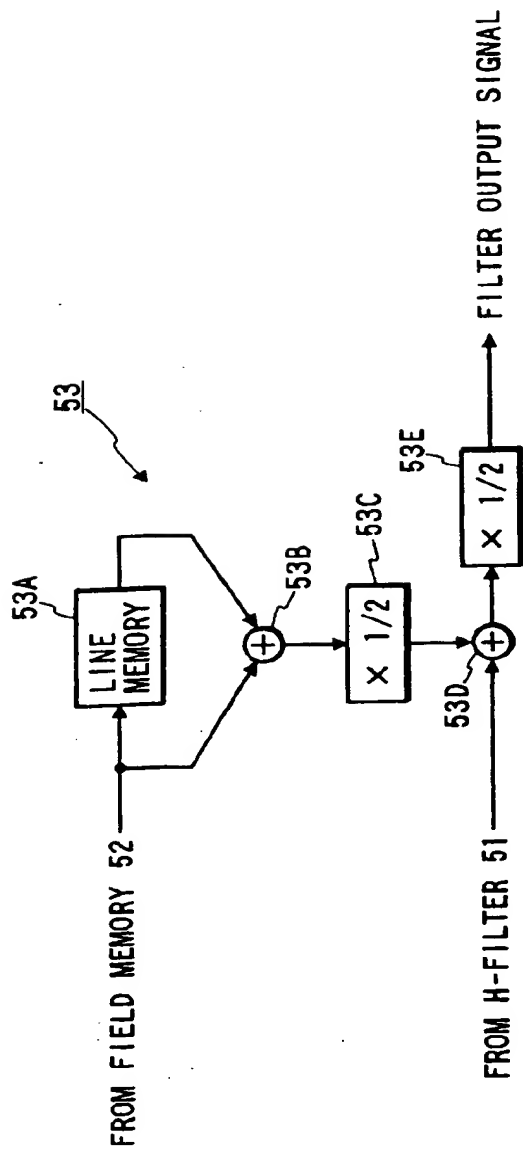 53
53A
LINE
MEMORY
FROM FIELD MEMORY 52
+
53B
× 1/2
53C
FROM H-FILTER 51
+
53D
× 1/2
53E
FILTER OUTPUT SIGNAL